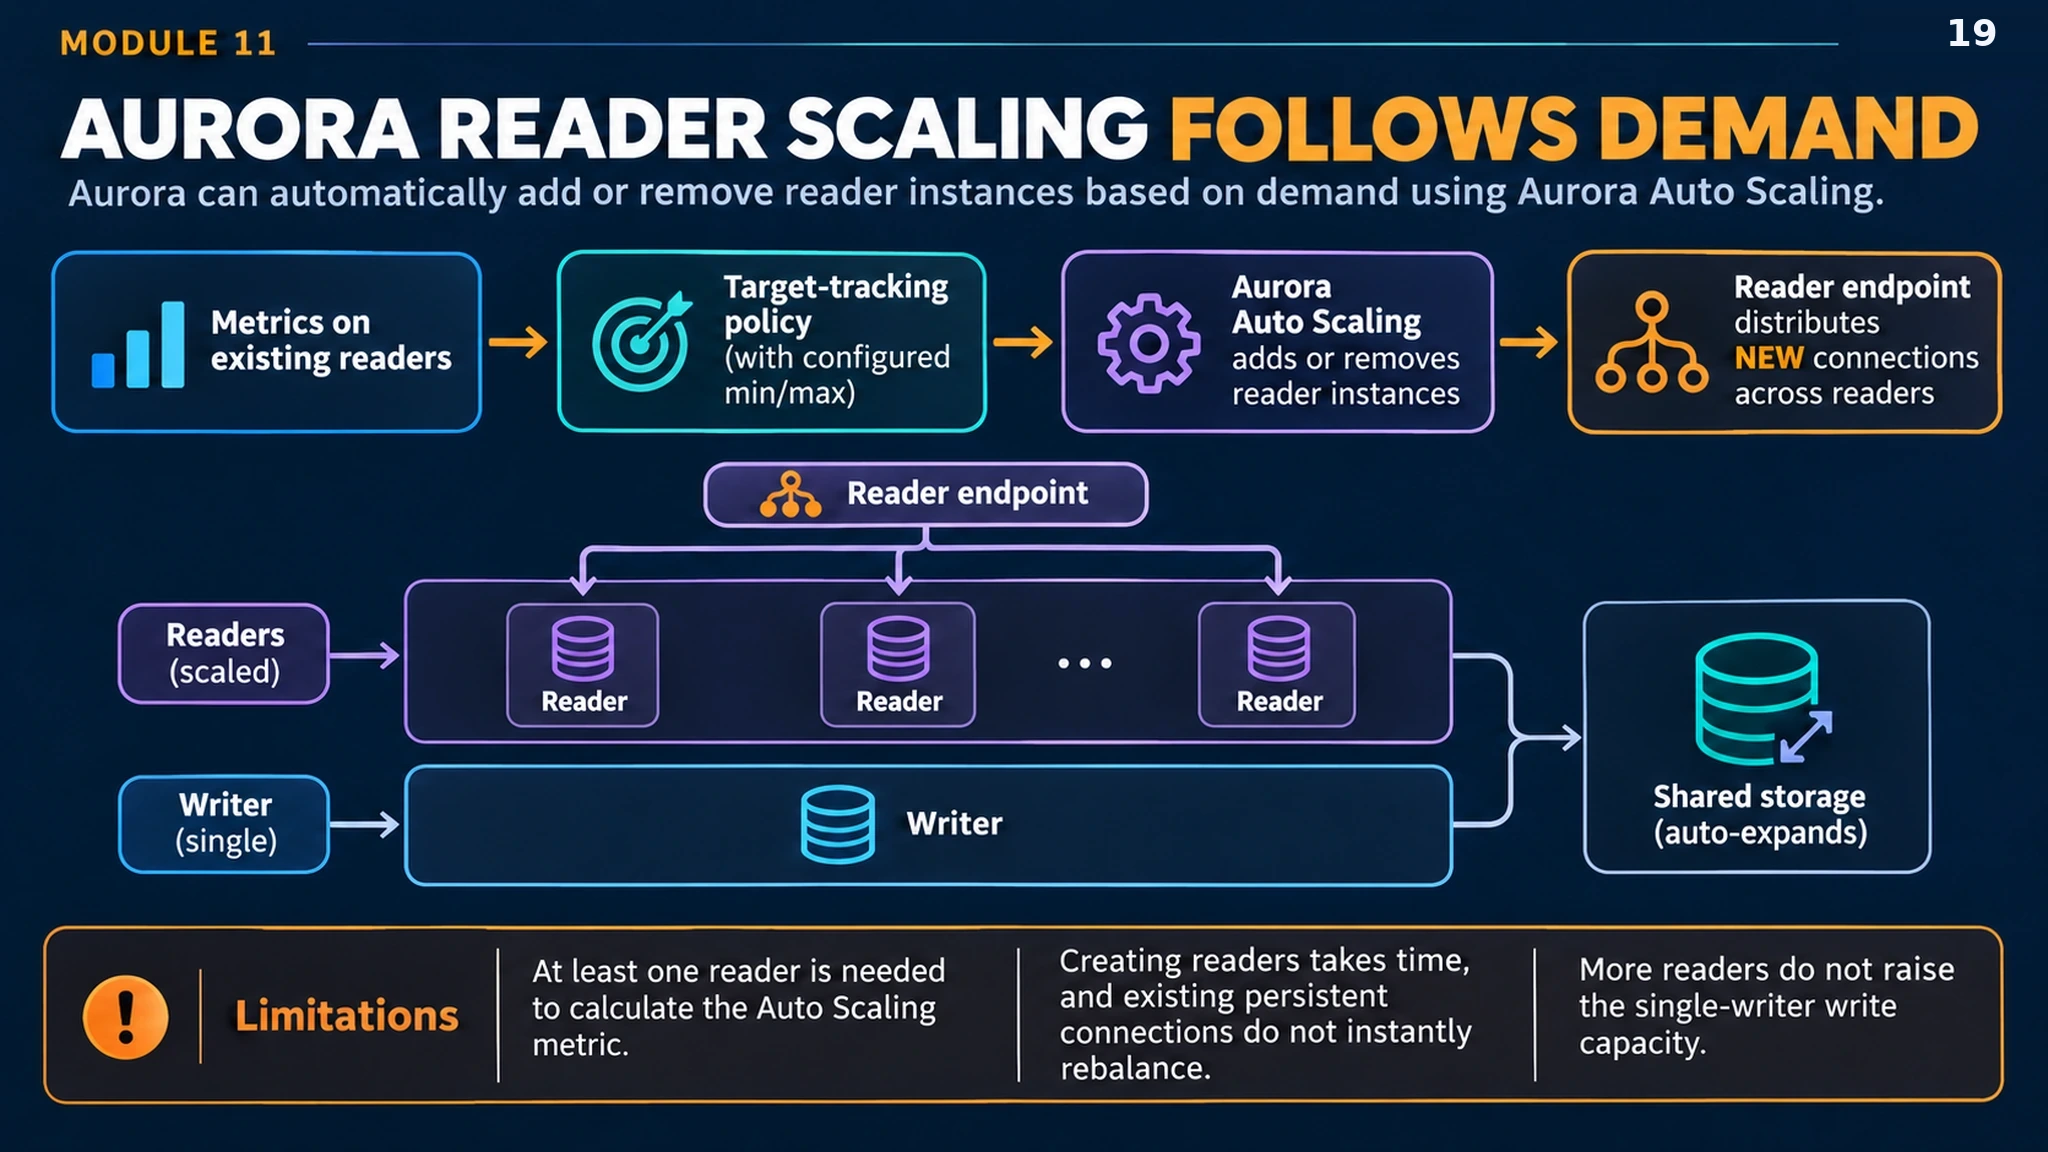 MODULE 11
19
AURORA READER SCALING FOLLOWS DEMAND
Aurora can automatically add or remove reader instances based on demand using Aurora Auto Scaling.
Metrics on
existing readers
Target-tracking
policy
(with configured
min/max)
Aurora
Auto Scaling
adds or removes
reader instances
Reader endpoint
distributes
NEW connections
across readers
Reader endpoint
Readers
(scaled)
Reader
Reader
...
Reader
Writer
(single)
Writer
Shared storage
(auto-expands)
!
Limitations
At least one reader is needed
to calculate the Auto Scaling
metric.
Creating readers takes time,
and existing persistent
connections do not instantly
rebalance.
More readers do not raise
the single-writer write
capacity.